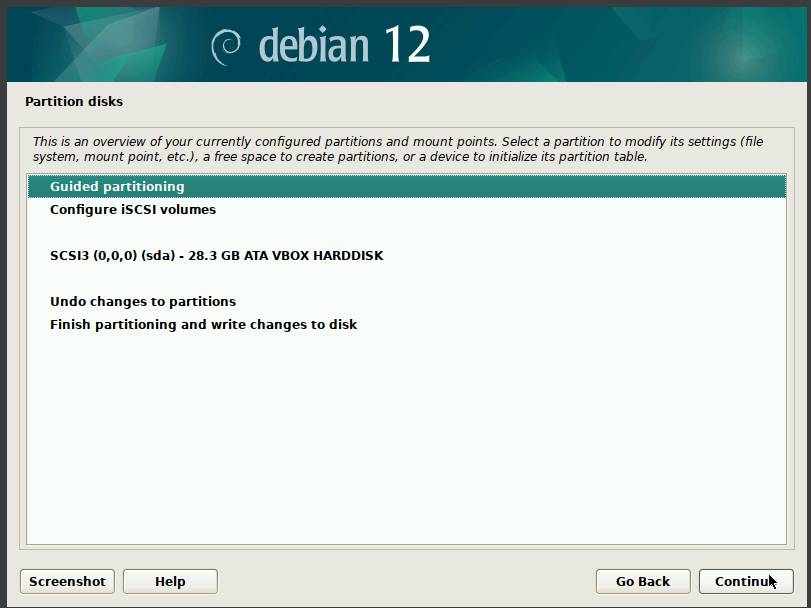 debian 12
Partition disks
This is an overview of your currently configured partitions and mount points. Select a partition to modify its settings (file
system, mount point, etc.), a free space to create partitions, or a device to initialize its partition table.
Guided partitioning
Configure iSCSI volumes
SCSI3 (0,0,0) (sda) - 28.3 GB ATA VBOX HARDDISK
Undo changes to partitions
Finish partitioning and write changes to disk
Screenshot Help Go Back Continue